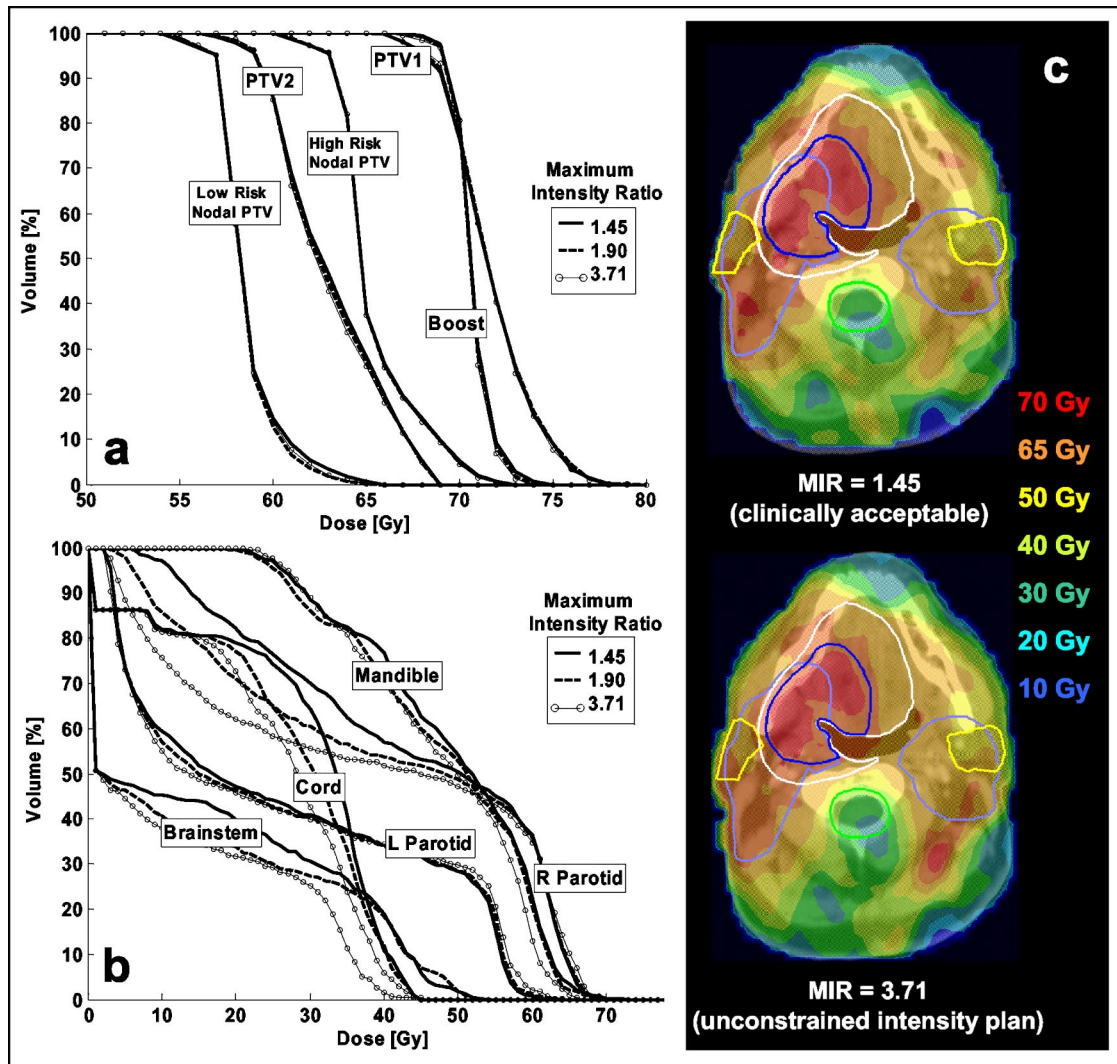 100
90
80
70
60
50
40
30
20
10
0
Volume [%]
PTV1
PTV2
High Risk
Nodal PTV
Low Risk
Nodal PTV
Boost
Maximum
Intensity Ratio
1.45
1.90
3.71
a
50 55 60 65 70 75 80
Dose [Gy]
100
90
80
70
60
50
40
30
20
10
0
Volume [%]
Maximum
Intensity Ratio
1.45
1.90
3.71
Mandible
Cord
Brainstem
L Parotid
R Parotid
b
0 10 20 30 40 50 60 70
Dose [Gy]
c
MIR = 1.45
(clinically acceptable)
70 Gy
65 Gy
50 Gy
40 Gy
30 Gy
20 Gy
10 Gy
MIR = 3.71
(unconstrained intensity plan)